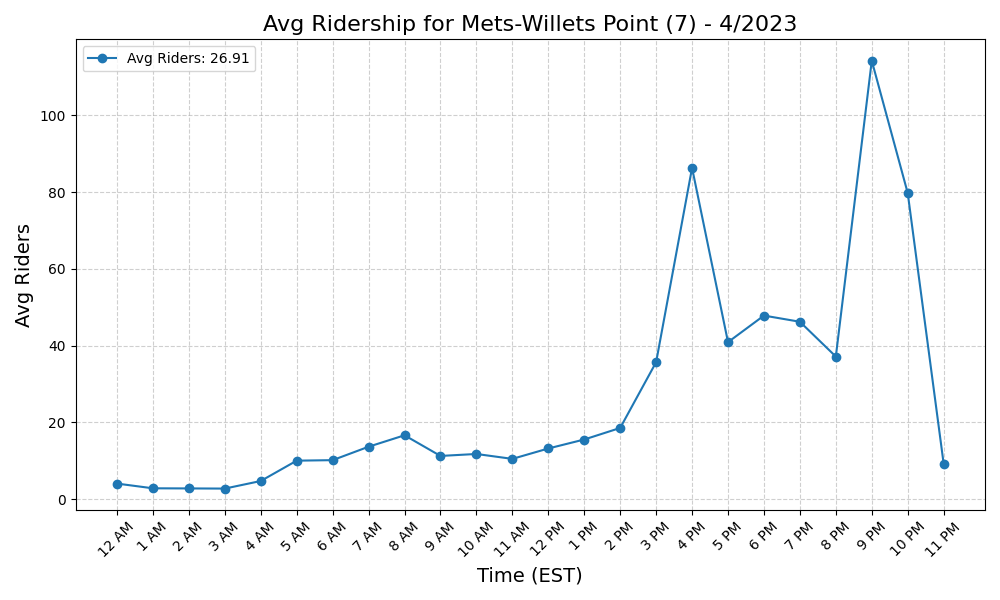 Avg Ridership for Mets-Willets Point (7) - 4/2023
Avg Riders: 26.91
Avg Riders
100
80
60
40
20
0
12 AM
1 AM
2 AM
3 AM
4 AM
5 AM
6 AM
7 AM
8 AM
9 AM
10 AM
11 AM
12 PM
1 PM
2 PM
3 PM
4 PM
5 PM
6 PM
7 PM
8 PM
9 PM
10 PM
11 PM
Time (EST)